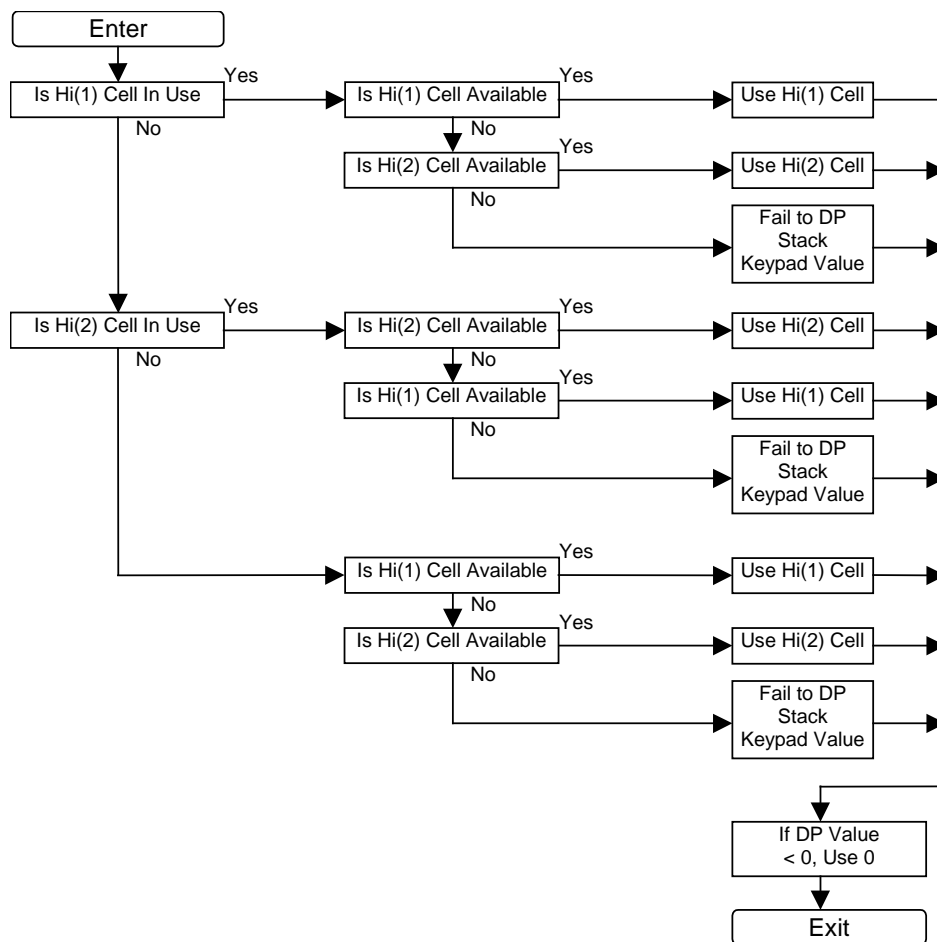 Enter
Is Hi(1) Cell In Use
Yes
No
Is Hi(1) Cell Available
Yes
No
Use Hi(1) Cell
Is Hi(2) Cell Available
Yes
No
Use Hi(2) Cell
Fail to DP
Stack
Keypad Value
Is Hi(2) Cell In Use
Yes
No
Is Hi(2) Cell Available
Yes
No
Use Hi(2) Cell
Is Hi(1) Cell Available
Yes
No
Use Hi(1) Cell
Fail to DP
Stack
Keypad Value
Is Hi(1) Cell Available
Yes
No
Use Hi(1) Cell
Is Hi(2) Cell Available
Yes
No
Use Hi(2) Cell
Fail to DP
Stack
Keypad Value
If DP Value
< 0, Use 0
Exit